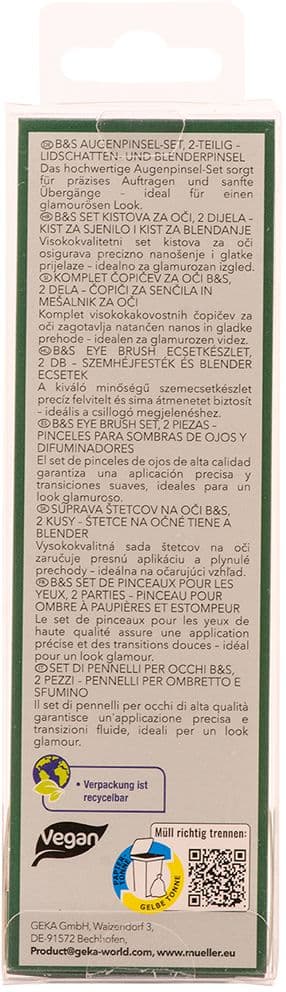 B&S AUGENPINSEL-SET, 2-TEILIG –
LIDSCHATTEN- UND BLENDERPINSEL
Das hochwertige Augenpinsel-Set sorgt
für präzises Auftragen und sanfte
Übergänge – ideal für einen
glamourösen Look.
B&S SET KISTOVA ZA OČI, 2 DIJELA –
KIST ZA SJENILO I KIST ZA BLENDANJE
Visokokvalitetni set kistova za oči
osigurava precizno nanošenje i glatke
prijelaze – idealno za glamurozan izgled.
KOMPLET ČOPIČEV ZA OČI B&S,
2 DELA – ČOPIČI ZA SENČILA IN
MEŠALNIK ZA OČI
Komplet visokokakovostnih čopičev za
oči zagotavlja natančen nanos in gladke
prehode – idealen za glamurozen videz.
B&S EYE BRUSH ECSETKÉSZLET,
2 DB – SZEMHÉJFESTÉK ÉS BLENDER
ECSETEK
A kiváló minőségű szemecsetkészlet
precíz felvitelt és sima átmenetet biztosít
– ideális a csillogó megjelenéshez.
B&S EYE BRUSH SET, 2 PIEZAS –
PINCELES PARA SOMBRAS DE OJOS Y
DIFUMINADORES
El set de pinceles de ojos de alta calidad
garantiza una aplicación precisa y
transiciones suaves, ideales para un
look glamuroso.
SÚPRAVA ŠTETCOV NA OČI B&S,
2 KUSY – ŠTETCE NA OČNÉ TIENE A
BLENDER
Vysokokvalitná sada štetcov na oči
zaručuje presnú aplikáciu a plynulé
prechody – ideálna na očarujúci vzhľad.
B&S SET DE PINCEAUX POUR LES
YEUX, 2 PARTIES – PINCEAU POUR
OMBRE À PAUPIÈRES ET ESTOMPEUR
Le set de pinceaux pour les yeux de
haute qualité assure une application
précise et des transitions douces – idéal
pour un look glamour.
SET DI PENNELLI PER OCCHI B&S,
2 PEZZI – PENNELLI PER OMBRETTO E
SFUMINO
Il set di pennelli per occhi di alta qualità
garantisce un'applicazione precisa e
transizioni fluide, ideali per un look
glamour.
• Verpackung ist
recycelbar
Vegan
Müll richtig trennen:
PAPIER
TONNE
GELBE TONNE
GEKA GmbH, Waizendorf 3,
DE-91572 Bechhofen,
Product@geka-world.com, www.mueller.eu